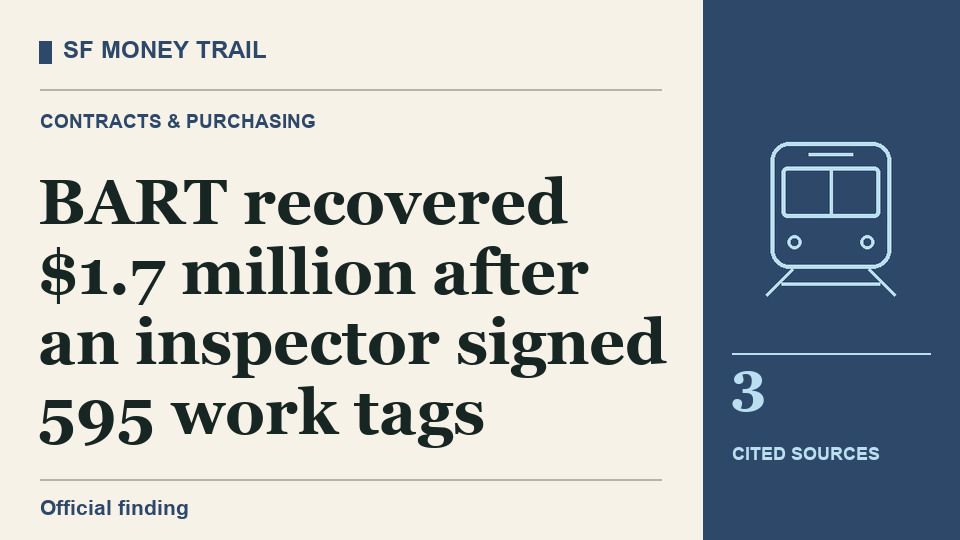 SF MONEY TRAIL
CONTRACTS & PURCHASING
BART recovered
$1.7 million after
an inspector signed
595 work tags
Official finding
3
CITED SOURCES